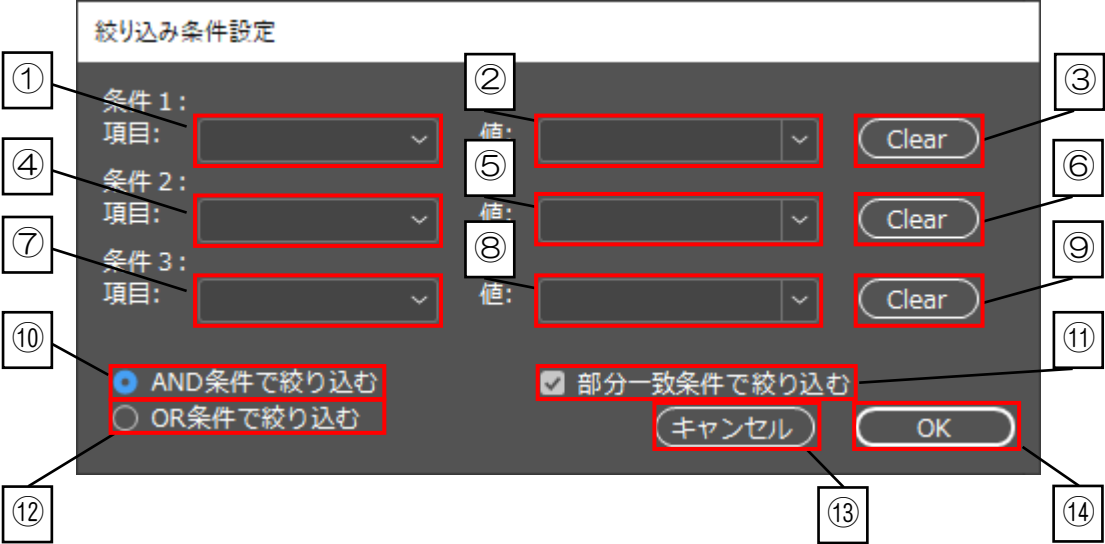 絞り込み条件設定
① ② ③
条件1:
項目: 値: Clear
④ ⑤ ⑥
条件2:
項目: 値: Clear
⑦ ⑧ ⑨
条件3:
項目: 値: Clear
⑩ ⑪
AND条件で絞り込む 部分一致条件で絞り込む
OR条件で絞り込む キャンセル OK
⑫ ⑬ ⑭